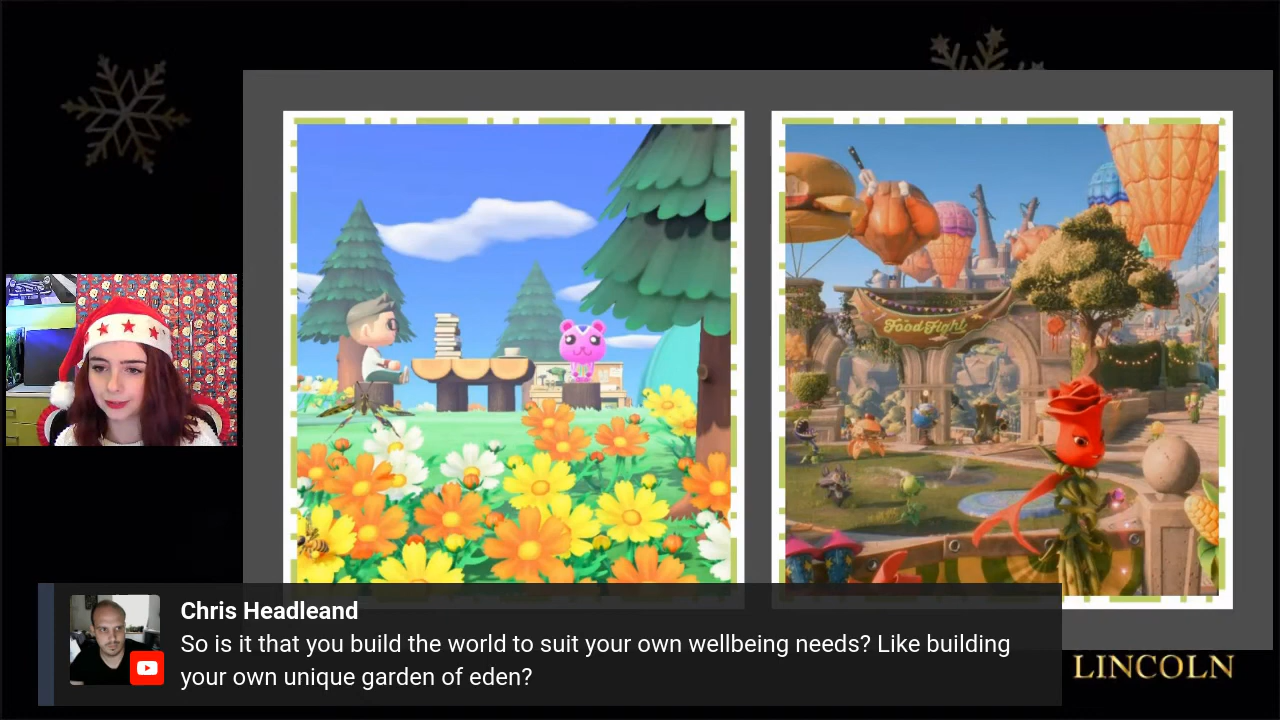 Food Fight
Chris Headleand
So is it that you build the world to suit your own wellbeing needs? Like building
your own unique garden of eden?
LINCOLN